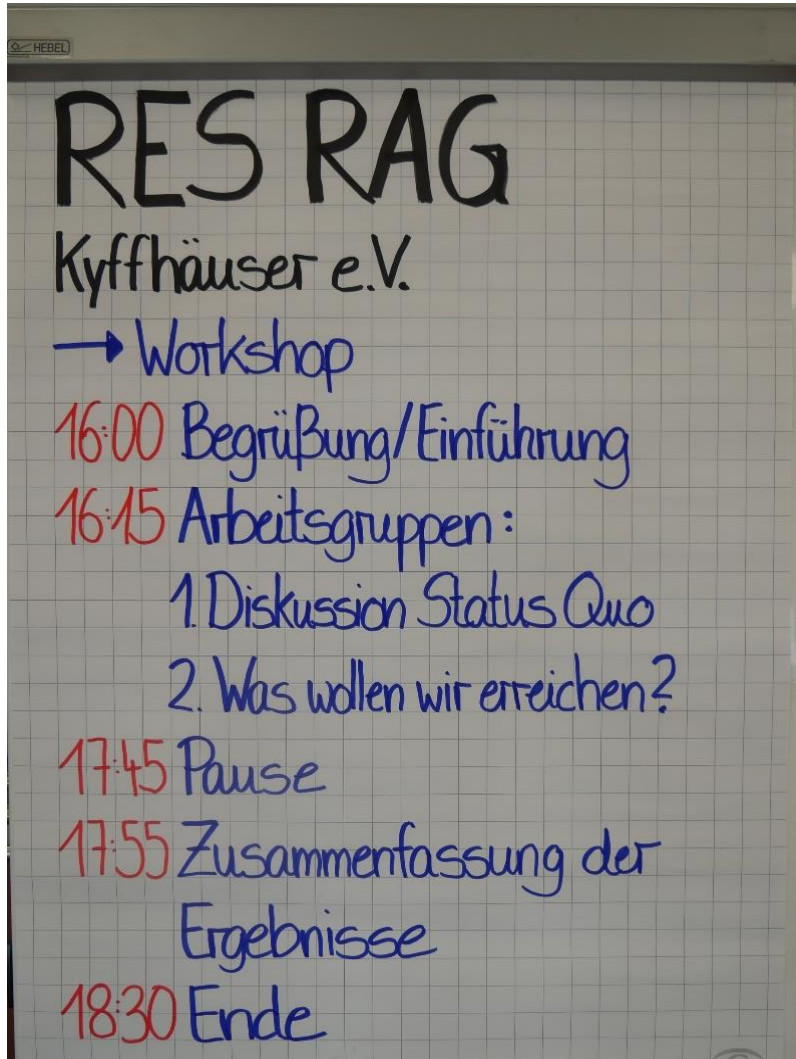 HEBEL
RES RAG
Kyffhäuser e.V.
→ Workshop
16:00 Begrüßung/Einführung
16:15 Arbeitsgruppen:
1. Diskussion Status Quo
2. Was wollen wir erreichen?
17:45 Pause
17:55 Zusammenfassung der
Ergebnisse
18:30 Ende